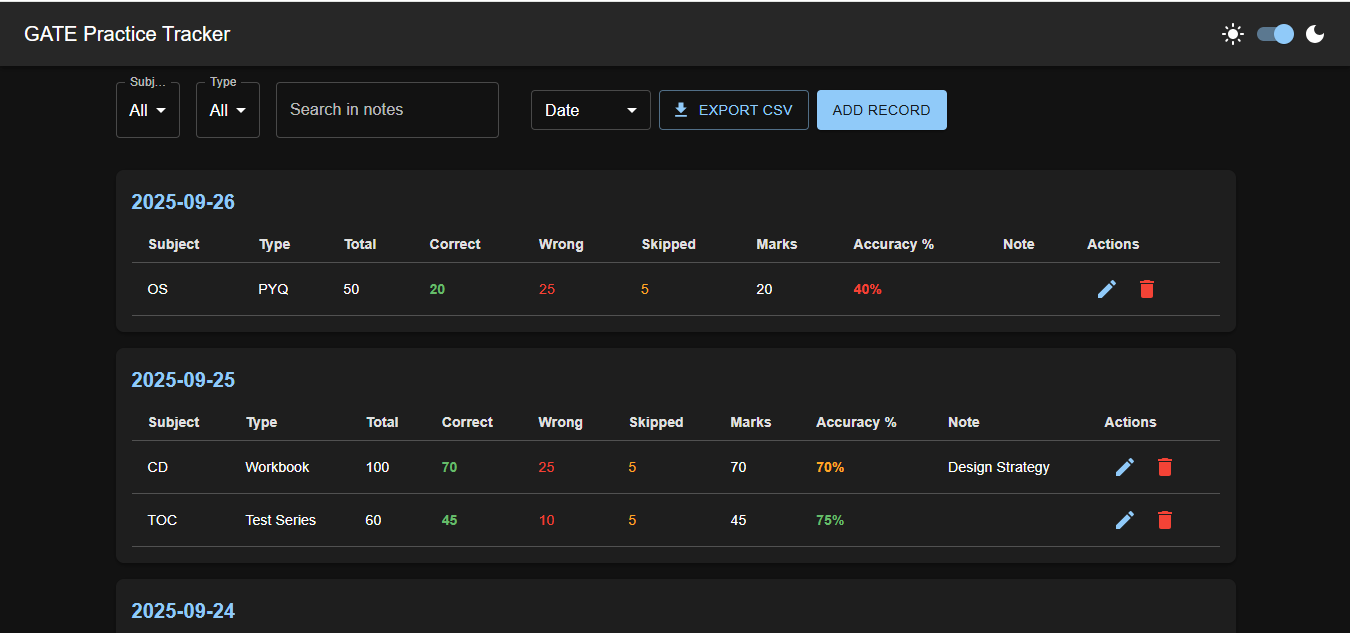 GATE Practice Tracker
Subj... Type
All All Search in notes Date EXPORT CSV ADD RECORD
2025-09-26
Subject Type Total Correct Wrong Skipped Marks Accuracy % Note Actions
OS PYQ 50 20 25 5 20 40%
2025-09-25
Subject Type Total Correct Wrong Skipped Marks Accuracy % Note Actions
CD Workbook 100 70 25 5 70 70% Design Strategy
TOC Test Series 60 45 10 5 45 75%
2025-09-24